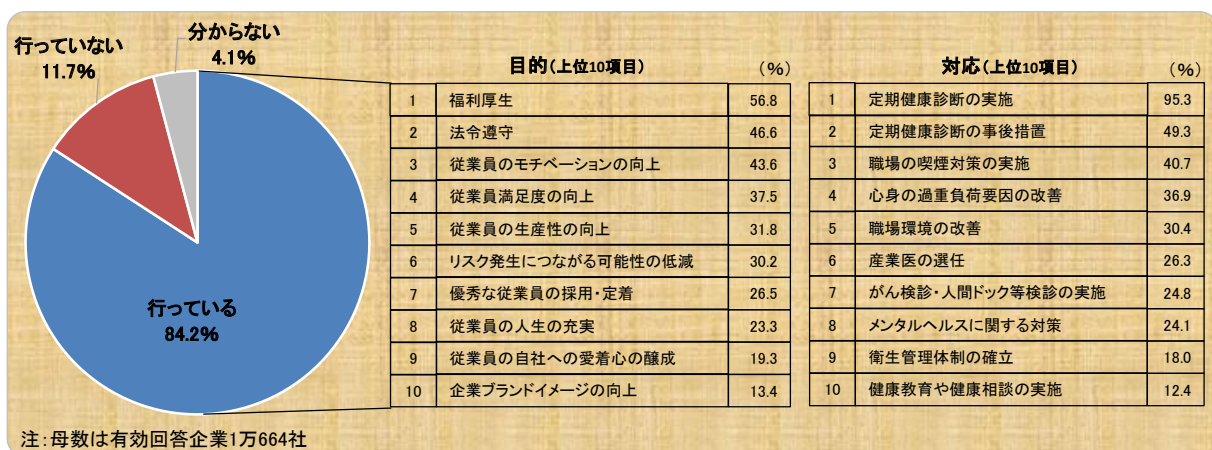 分からない
4.1%
行っていない
11.7%
行っている
84.2%
目的(上位10項目) (%)
1 福利厚生 56.8
2 法令遵守 46.6
3 従業員のモチベーションの向上 43.6
4 従業員満足度の向上 37.5
5 従業員の生産性の向上 31.8
6 リスク発生につながる可能性の低減 30.2
7 優秀な従業員の採用・定着 26.5
8 従業員の人生の充実 23.3
9 従業員の自社への愛着心の醸成 19.3
10 企業ブランドイメージの向上 13.4
対応(上位10項目) (%)
1 定期健康診断の実施 95.3
2 定期健康診断の事後措置 49.3
3 職場の喫煙対策の実施 40.7
4 心身の過重負荷要因の改善 36.9
5 職場環境の改善 30.4
6 産業医の選任 26.3
7 がん検診・人間ドック等検診の実施 24.8
8 メンタルヘルスに関する対策 24.1
9 衛生管理体制の確立 18.0
10 健康教育や健康相談の実施 12.4
注:母数は有効回答企業1万664社